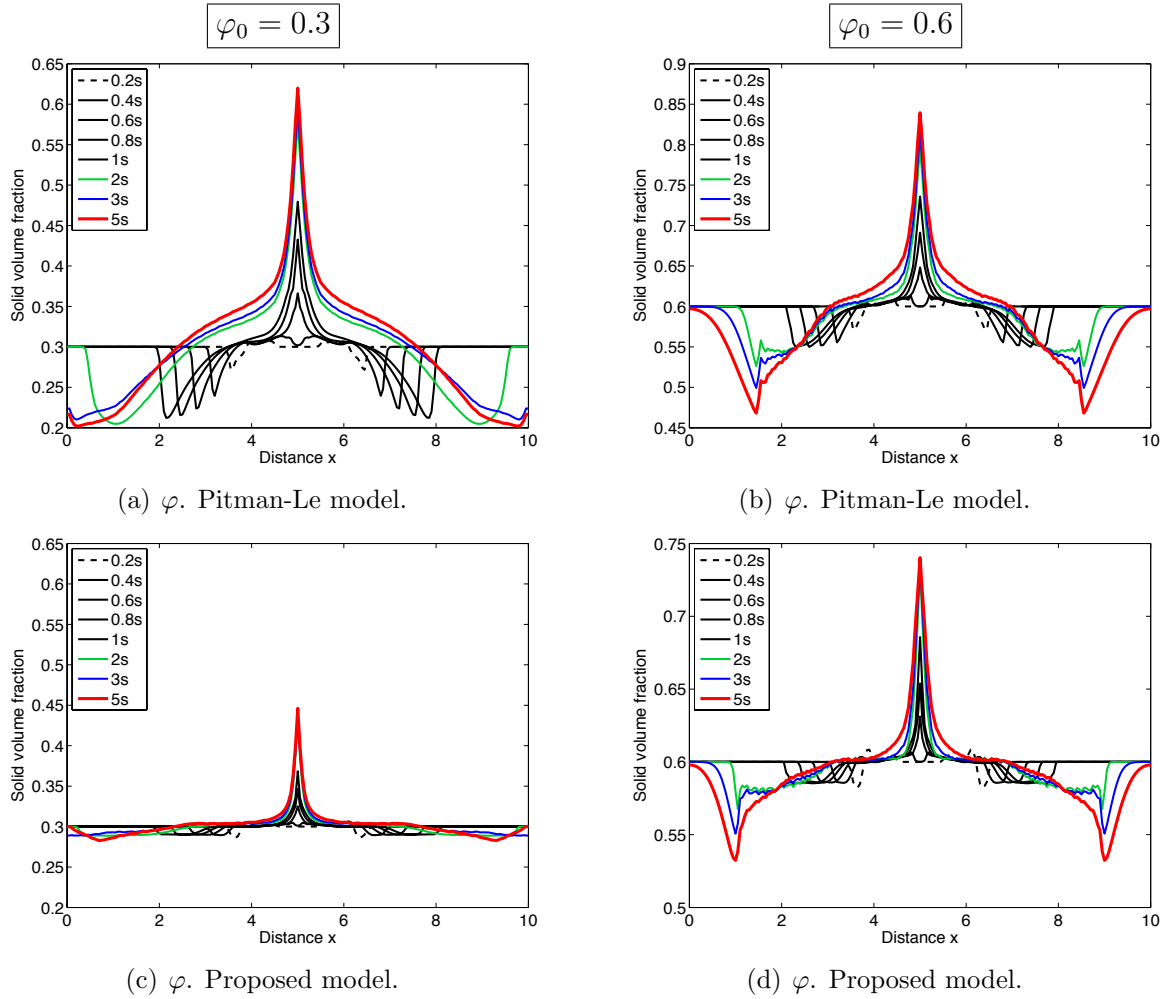 φ₀ = 0.3
φ₀ = 0.6
0.65
0.6
0.55
0.5
0.45
0.4
0.35
0.3
0.25
0.2
Solid volume fraction
0.2s
0.4s
0.6s
0.8s
1s
2s
3s
5s
0 2 4 6 8 10
Distance x
(a) φ. Pitman-Le model.
0.9
0.85
0.8
0.75
0.7
0.65
0.6
0.55
0.5
0.45
Solid volume fraction
0.2s
0.4s
0.6s
0.8s
1s
2s
3s
5s
0 2 4 6 8 10
Distance x
(b) φ. Pitman-Le model.
0.65
0.6
0.55
0.5
0.45
0.4
0.35
0.3
0.25
0.2
Solid volume fraction
0.2s
0.4s
0.6s
0.8s
1s
2s
3s
5s
0 2 4 6 8 10
Distance x
(c) φ. Proposed model.
0.75
0.7
0.65
0.6
0.55
0.5
Solid volume fraction
0.2s
0.4s
0.6s
0.8s
1s
2s
3s
5s
0 2 4 6 8 10
Distance x
(d) φ. Proposed model.